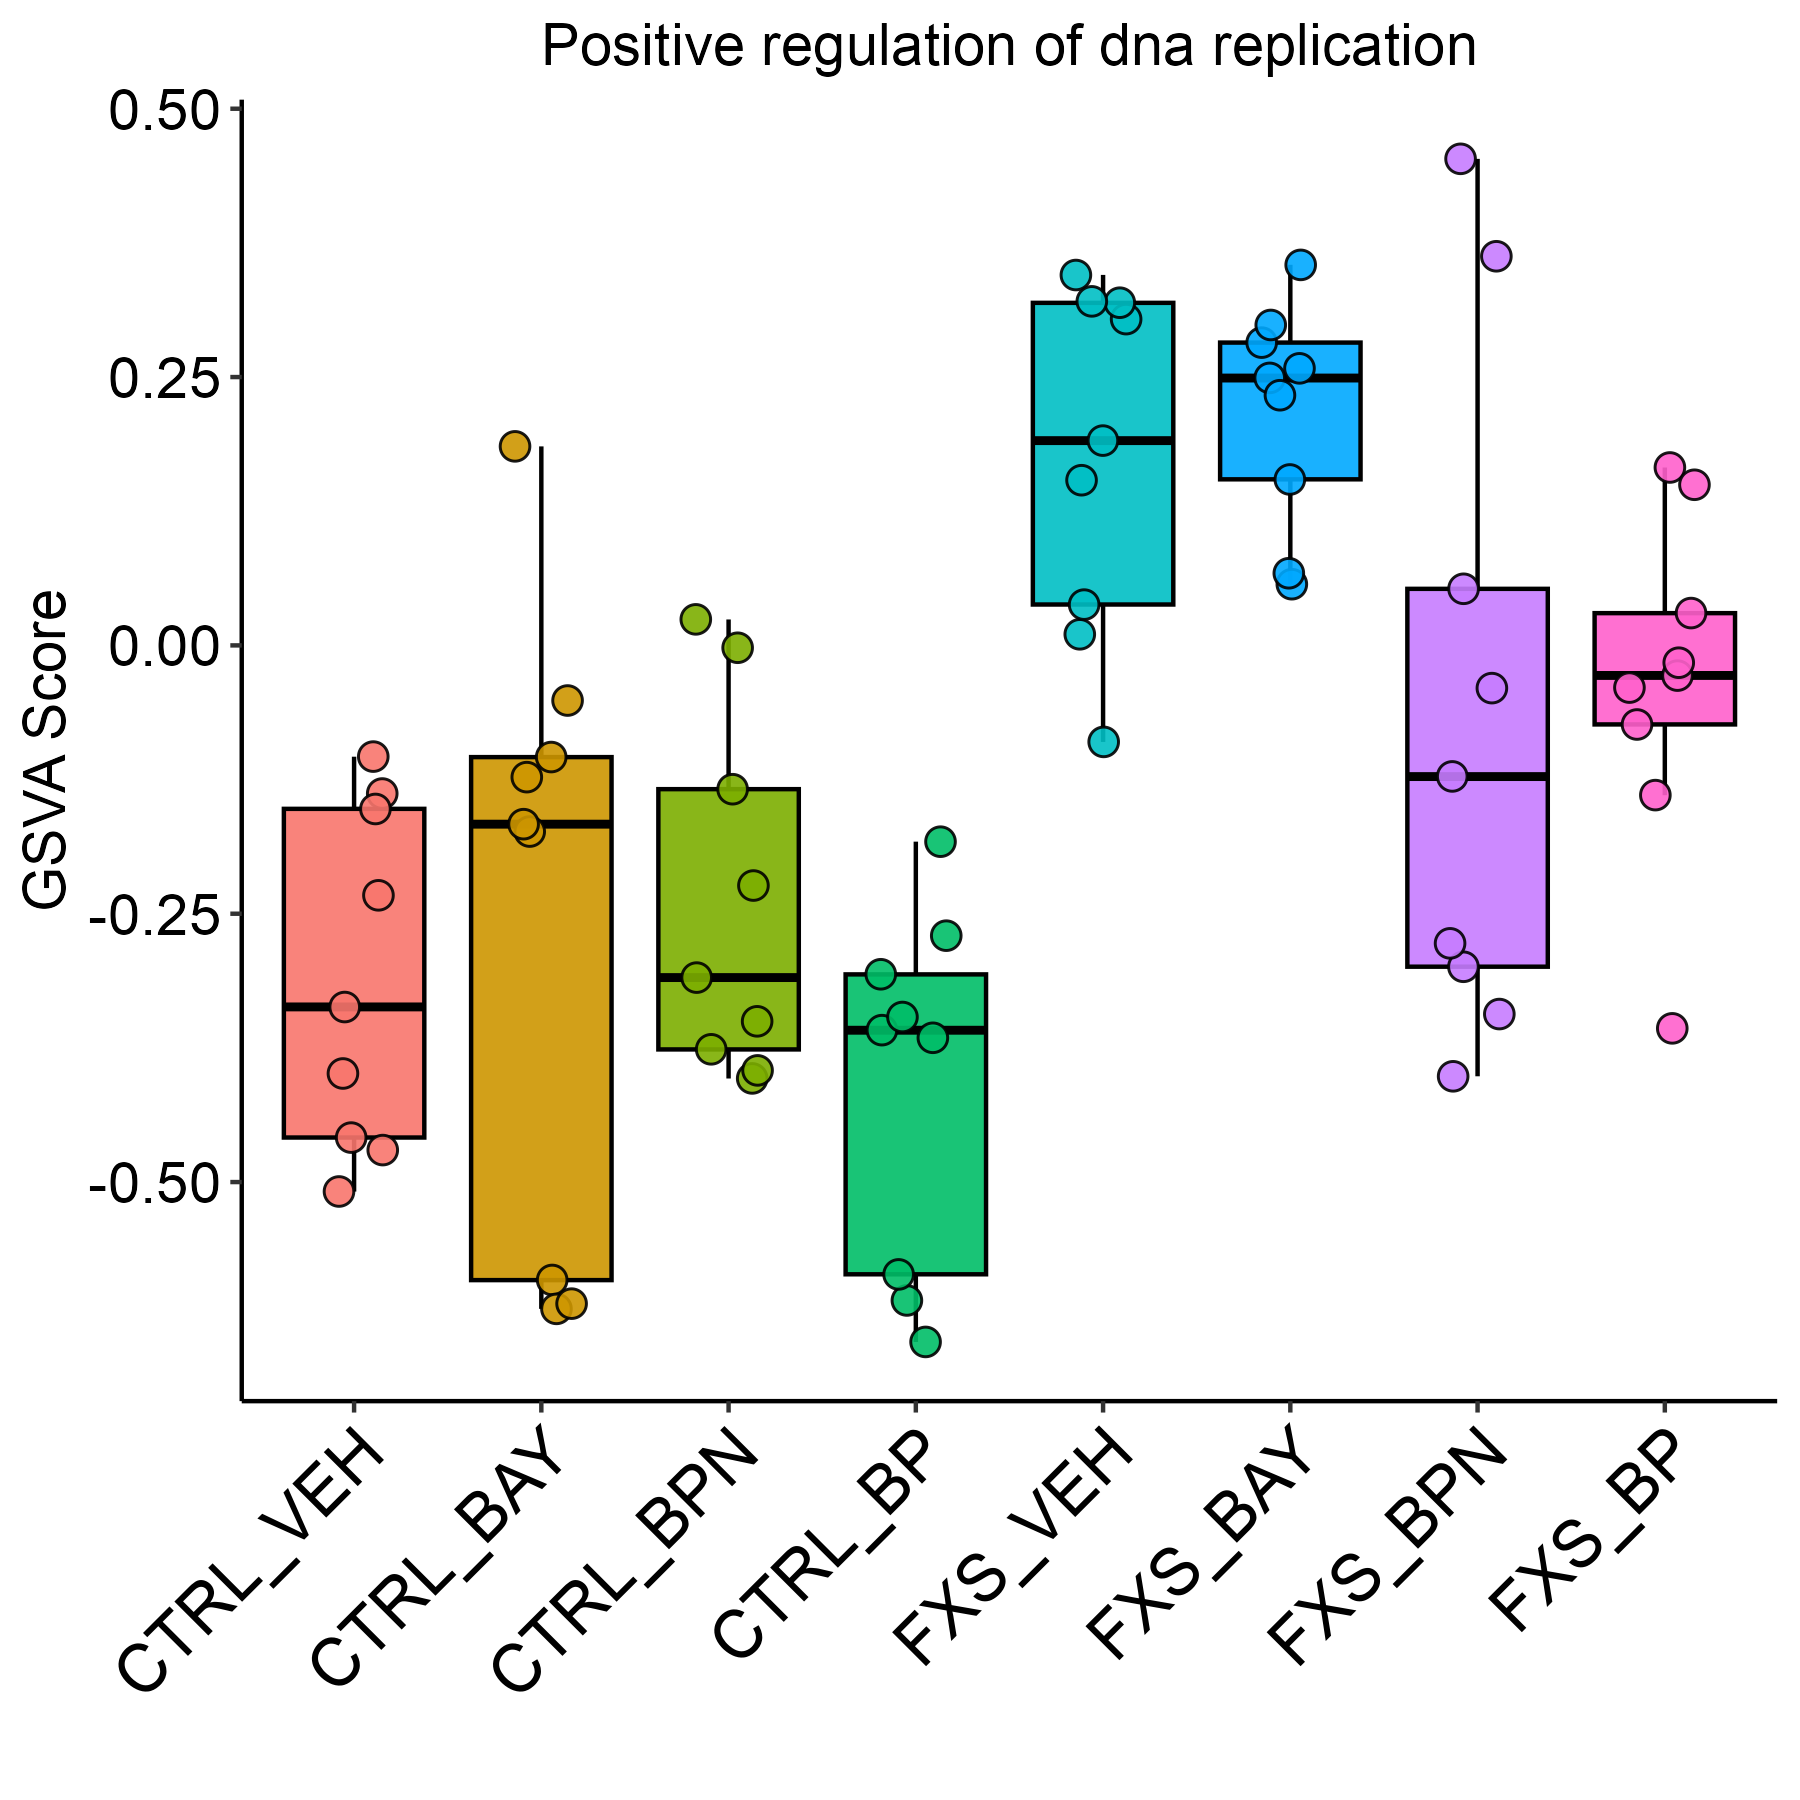 Positive regulation of dna replication
GSVA Score
0.50
0.25
0.00
-0.25
-0.50
CTRL_VEH
CTRL_BAY
CTRL_BPN
CTRL_BP
FXS_VEH
FXS_BAY
FXS_BPN
FXS_BP